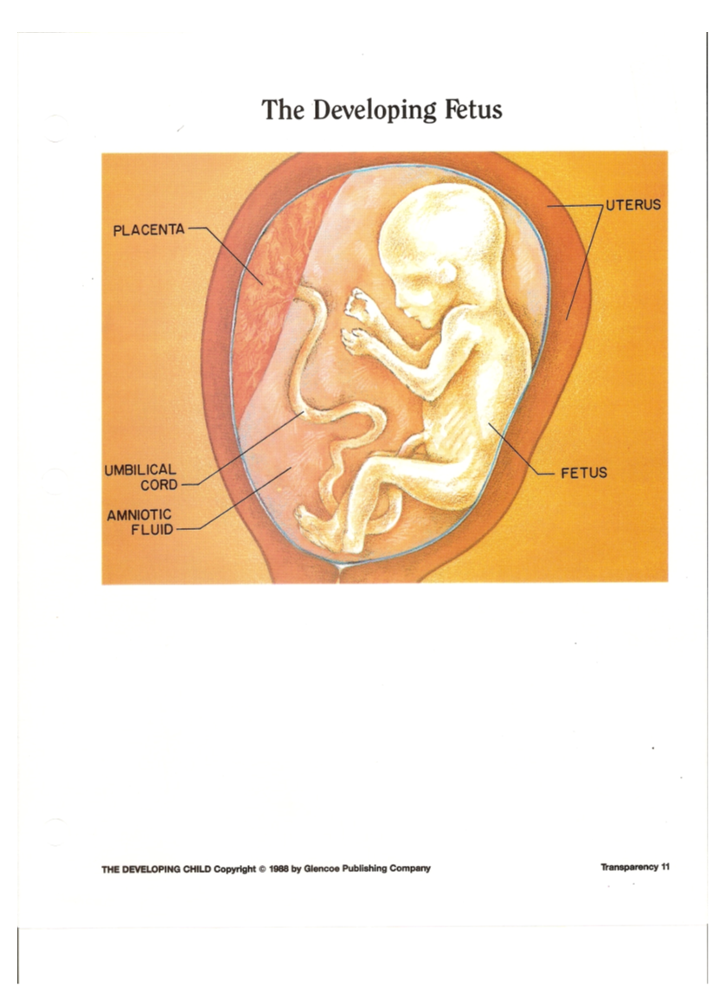 The Developing Fetus
PLACENTA
UTERUS
UMBILICAL
CORD
FETUS
AMNIOTIC
FLUID
THE DEVELOPING CHILD Copyright © 1988 by Glencoe Publishing Company
Transparency 11